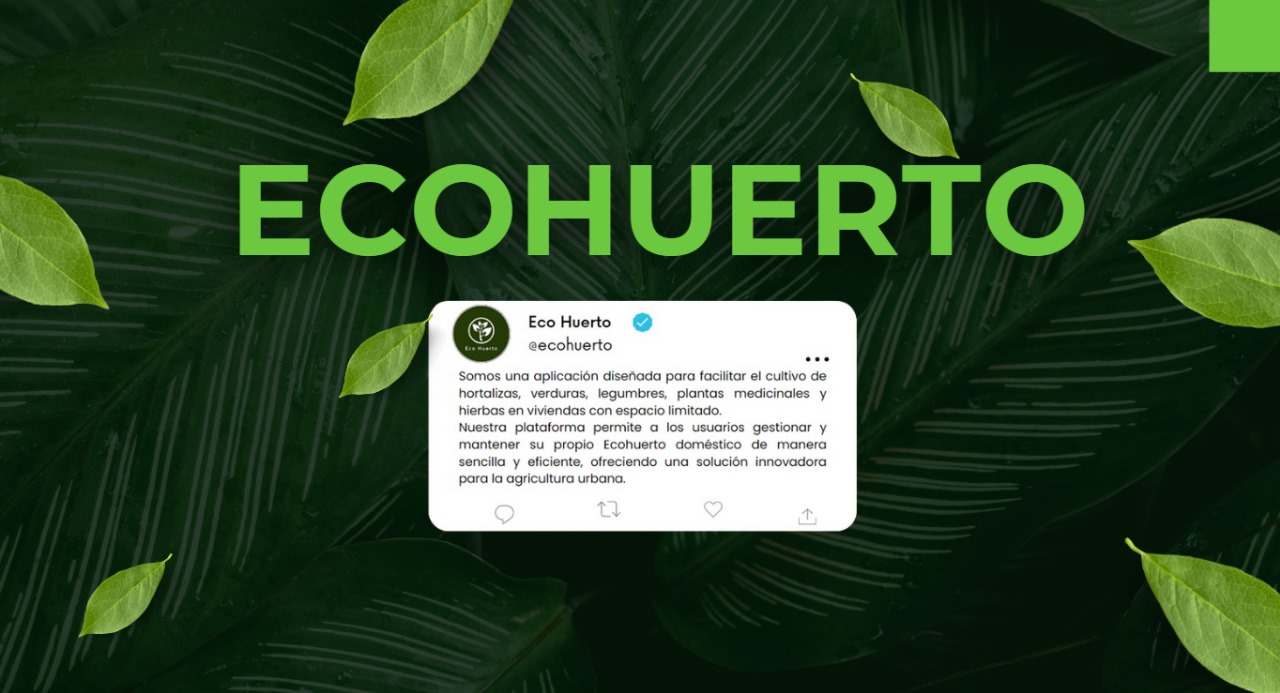 ECOHUERTO
Eco Huerto
Eco Huerto
@ecohuerto
Somos una aplicación diseñada para facilitar el cultivo de
hortalizas, verduras, legumbres, plantas medicinales y
hierbas en viviendas con espacio limitado.
Nuestra plataforma permite a los usuarios gestionar y
mantener su propio Ecohuerto doméstico de manera
sencilla y eficiente, ofreciendo una solución innovadora
para la agricultura urbana.